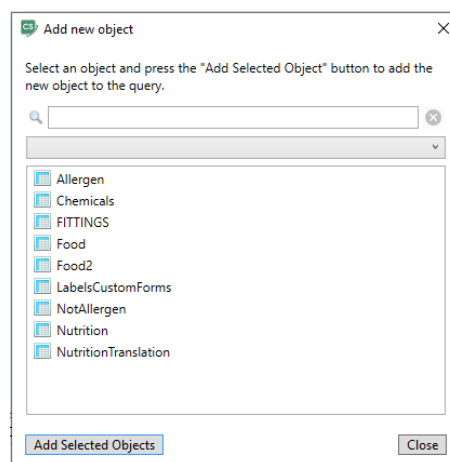 CS
Add new object
Select an object and press the "Add Selected Object" button to add the
new object to the query.
Allergen
Chemicals
FITTINGS
Food
Food2
LabelsCustomForms
NotAllergen
Nutrition
NutritionTranslation
Add Selected Objects
Close